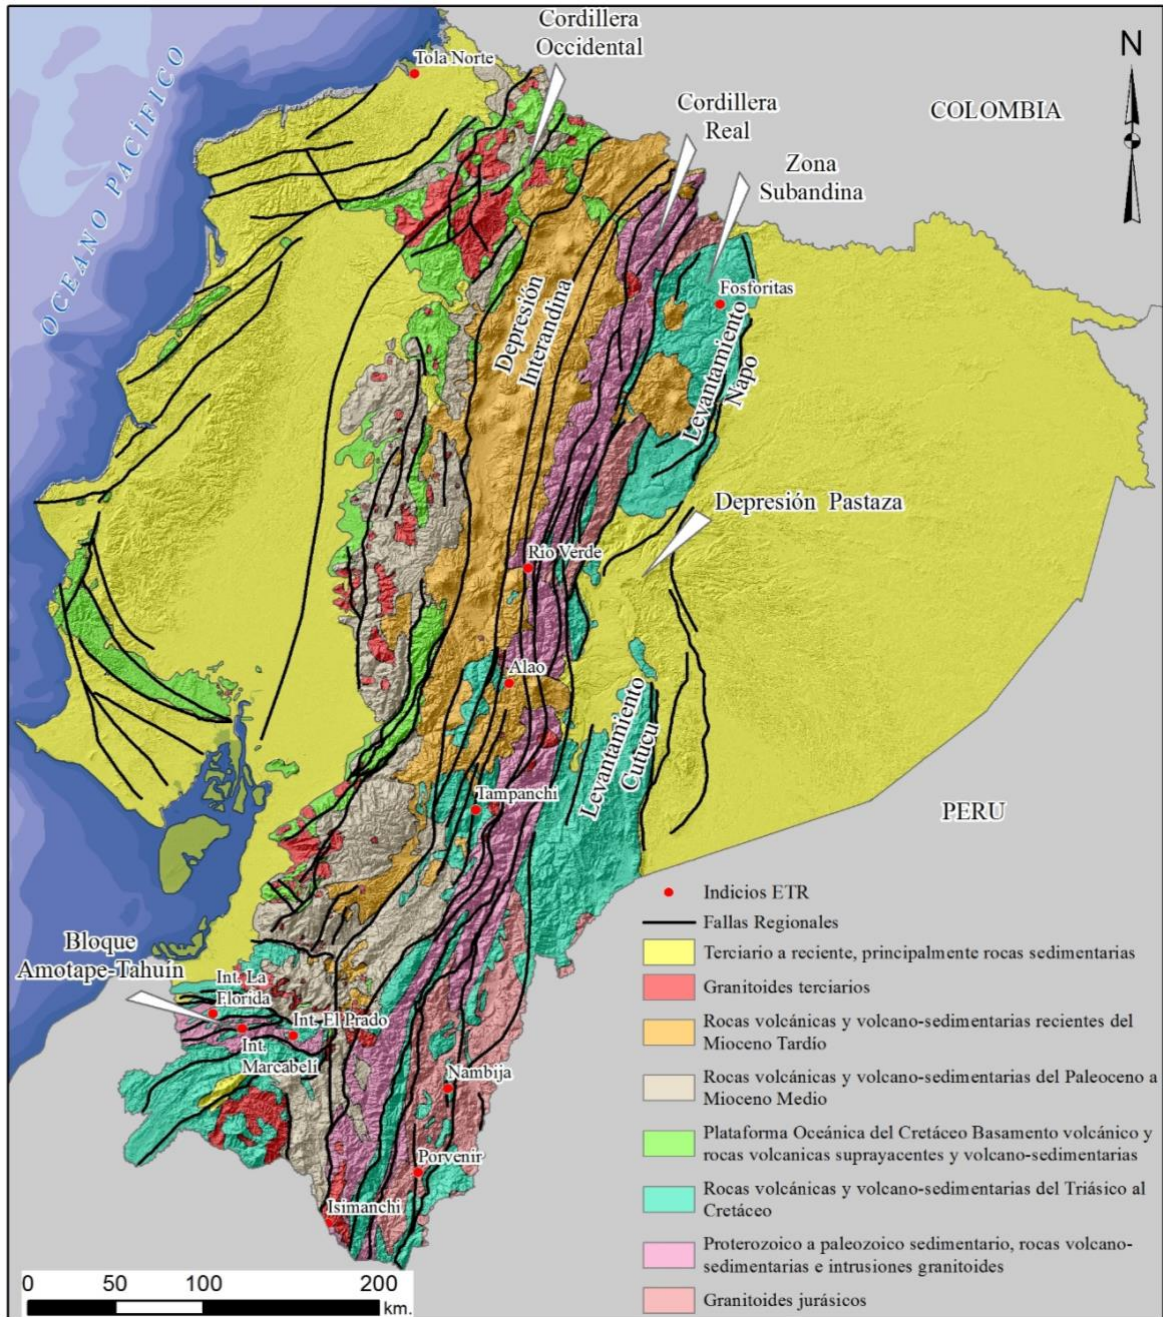 Cordillera
Occidental
Tola Norte
N
OCEANO PACÍFICO
Cordillera
Real
COLOMBIA
Zona
Subandina
Depresión
Interandina
Fosforitas
Levantamiento
Napo
Depresión Pastaza
Río Verde
Alao
Levantamiento
Cutucu
Tampanchi
PERU
Bloque
Amotape-Tahuín
Int. La
Florida
Int. El Prado
Int.
Marcabeli
Nambija
Porvenir
Isimanchi
Indicios ETR
Fallas Regionales
Terciario a reciente, principalmente rocas sedimentarias
Granitoides terciarios
Rocas volcánicas y volcano-sedimentarias recientes del
Mioceno Tardío
Rocas volcánicas y volcano-sedimentarias del Paleoceno a
Mioceno Medio
Plataforma Oceánica del Cretáceo Basamento volcánico y
rocas volcanicas suprayacentes y volcano-sedimentarias
Rocas volcánicas y volcano-sedimentarias del Triásico al
Cretáceo
Proterozoico a paleozoico sedimentario, rocas volcano-
sedimentarias e intrusiones granitoides
Granitoides jurásicos
0 50 100 200
km.